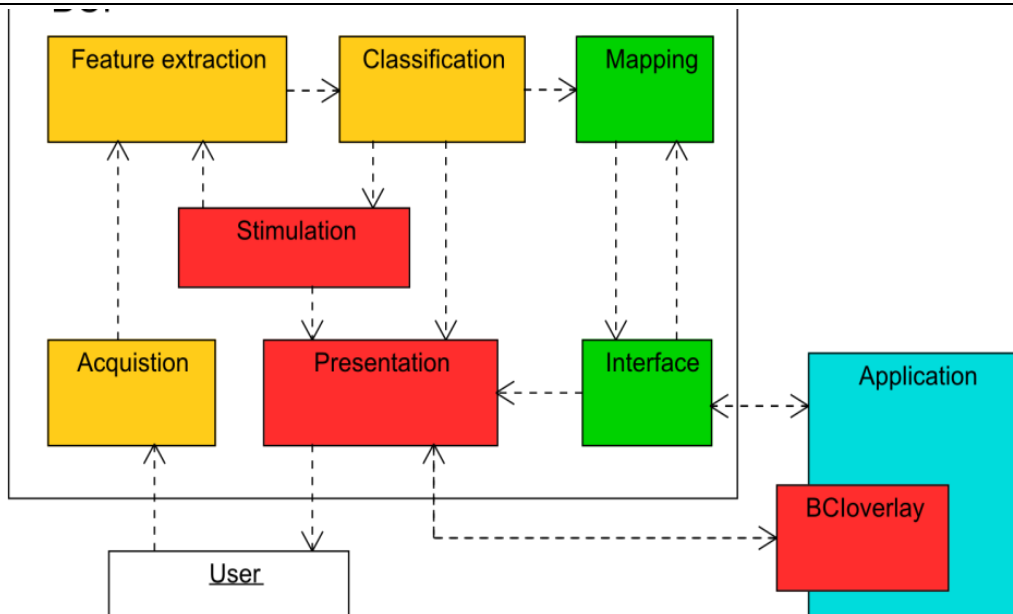 Feature extraction
Classification
Mapping
Stimulation
Acquistion
Presentation
Interface
Application
BCIoverlay
User